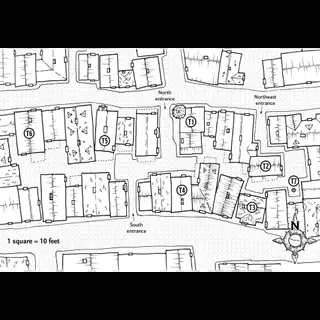 North
entrance
Northeast
entrance
T1
T6
T5
T2
T7
T4
T3
South
entrance
N
1 square = 10 feet